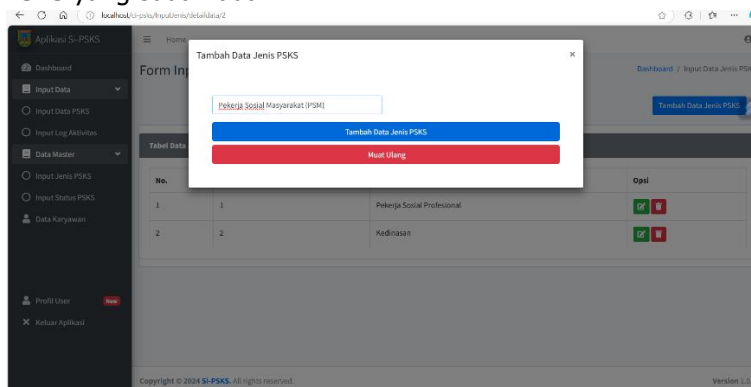 localhost/si-psks/InputJenis/detaildata/2
Aplikasi Si-PSKS
Home
Tambah Data Jenis PSKS
×
Dashboard
Form Inp
Dashboard / Input Data Jenis PSK
Input Data
Input Data PSKS
Pekerja Sosial Masyarakat (PSM)
Tambah Data Jenis PSKS
Input Log Aktivitas
Tambah Data Jenis PSKS
Data Master
Tabel Data
Muat Ulang
Input Jenis PSKS
No.
Opsi
Input Status PSKS
1 1 Pekerja Sosial Profesional
Data Karyawan
2 2 Kedinasan
Profil User New
Keluar Aplikasi
Copyright © 2024 Si-PSKS. All rights reserved.
Version 1.0